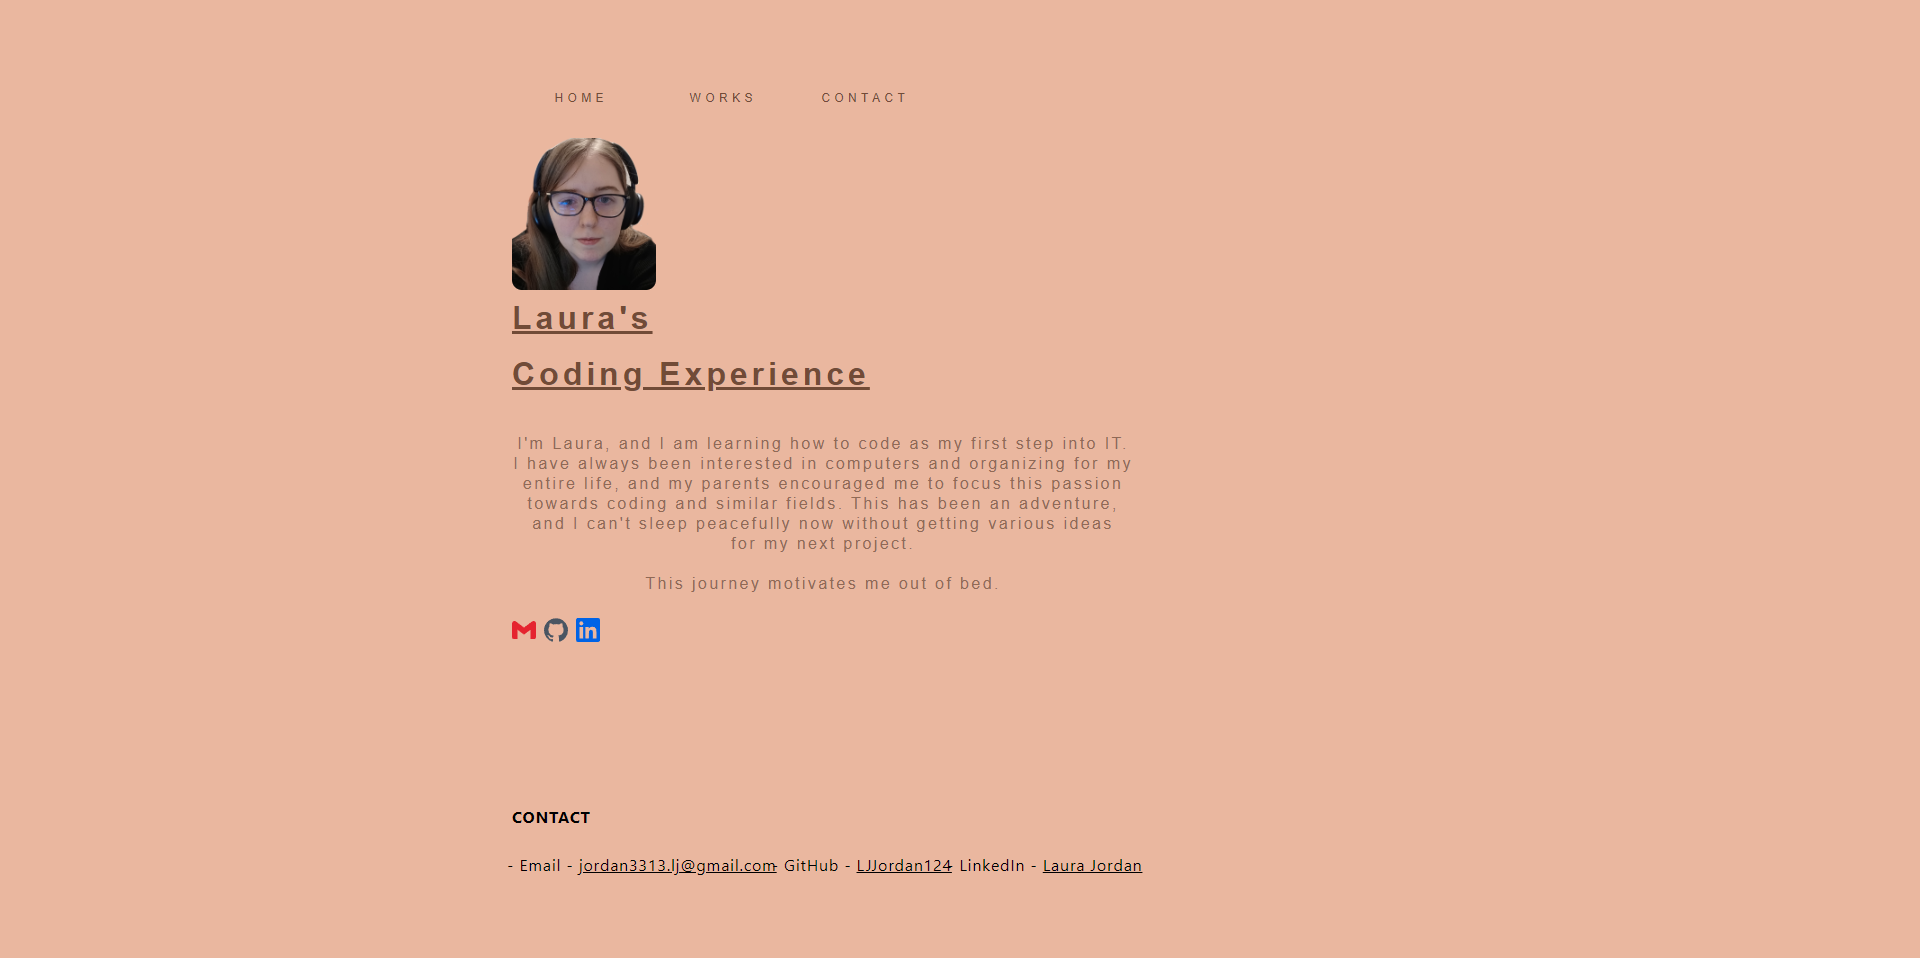 HOME WORKS CONTACT
Laura's
Coding Experience
I'm Laura, and I am learning how to code as my first step into IT.
I have always been interested in computers and organizing for my
entire life, and my parents encouraged me to focus this passion
towards coding and similar fields. This has been an adventure,
and I can't sleep peacefully now without getting various ideas
for my next project.
This journey motivates me out of bed.
in
CONTACT
- Email - jordan3313.lj@gmail.com - GitHub - LJJordan124 - LinkedIn - Laura Jordan